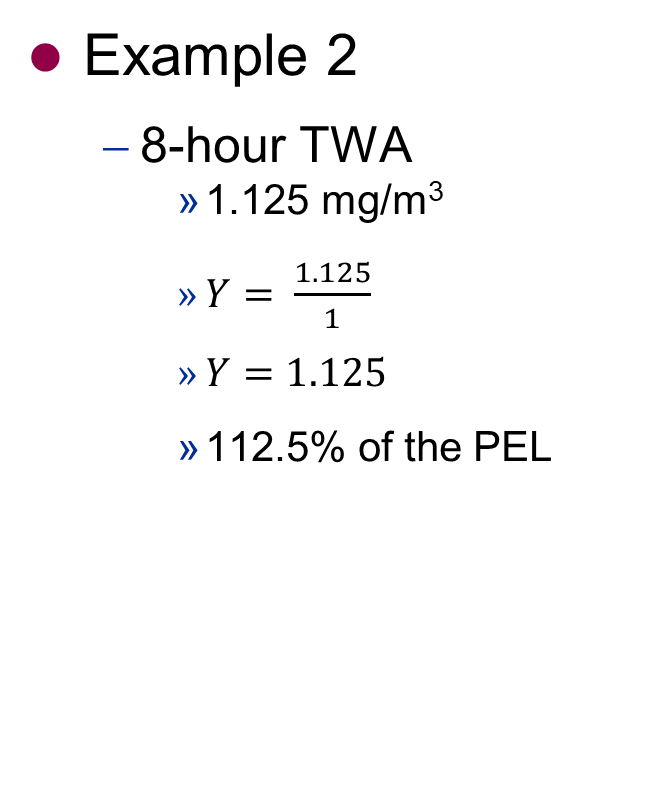 ● Example 2
– 8-hour TWA
» 1.125 mg/m³
» Y = 1.125/1
» Y = 1.125
» 112.5% of the PEL